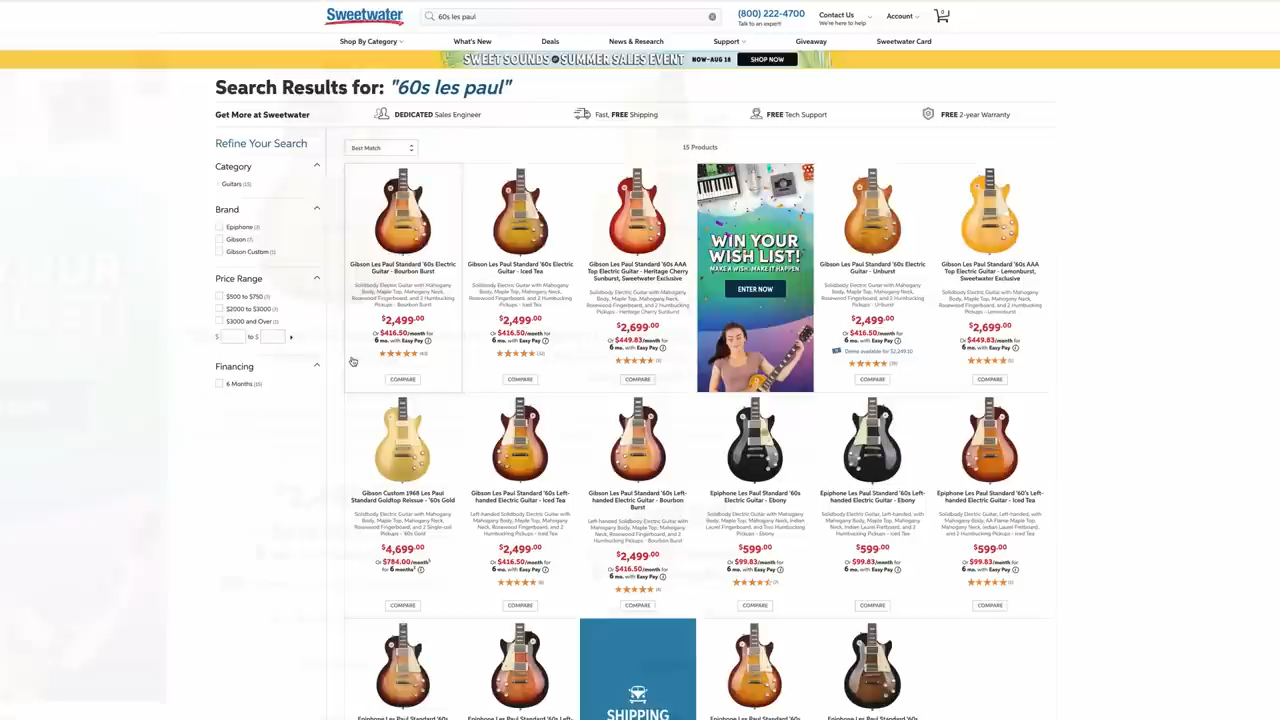 Sweetwater
60s les paul
(800) 222-4700
Talk to an expert!
Contact Us
We're here to help
Account
0
Shop By Category
What's New
Deals
News & Research
Support
Giveaway
Sweetwater Card
SWEET SOUNDS OF SUMMER SALES EVENT NOW-AUG 18 SHOP NOW
Search Results for: "60s les paul"
Get More at Sweetwater
DEDICATED Sales Engineer
Fast, FREE Shipping
FREE Tech Support
FREE 2-year Warranty
Refine Your Search
Category
Guitars (15)
Brand
Epiphone
Gibson
Gibson Custom
Price Range
$500 to $750
$2000 to $3000
$3000 and Over
$ to $
Financing
6 Months (15)
Best Match
15 Products
Gibson Les Paul Standard '60s Electric
Guitar - Bourbon Burst
Solidbody Electric Guitar with Mahogany
Body, Maple Top, Mahogany Neck,
Rosewood Fingerboard, and 2 Humbucking
Pickups - Bourbon Burst
$2,499.00
Or $416.50/month for
6 mo. with Easy Pay
COMPARE
Gibson Les Paul Standard '60s Electric
Guitar - Iced Tea
Solidbody Electric Guitar with Mahogany
Body, Maple Top, Mahogany Neck,
Rosewood Fingerboard, and 2 Humbucking
Pickups - Iced Tea
$2,499.00
Or $416.50/month for
6 mo. with Easy Pay
COMPARE
Gibson Les Paul Standard '60s AAA
Top Electric Guitar - Heritage Cherry
Sunburst, Sweetwater Exclusive
Solidbody Electric Guitar with Mahogany
Body, Maple Top, Mahogany Neck,
Rosewood Fingerboard, and 2 Humbucking
Pickups - Heritage Cherry Sunburst
$2,699.00
Or $449.83/month for
6 mo. with Easy Pay
COMPARE
WIN YOUR
WISH LIST!
MAKE A WISH. MAKE IT HAPPEN
ENTER NOW
Gibson Les Paul Standard '60s Electric
Guitar - Unburst
Solidbody Electric Guitar with Mahogany
Body, Maple Top, Mahogany Neck,
Rosewood Fingerboard, and 2 Humbucking
Pickups - Unburst
$2,499.00
Or $416.50/month for
6 mo. with Easy Pay
Demo available for $2,249.10
COMPARE
Gibson Les Paul Standard '60s AAA
Top Electric Guitar - Lemonburst,
Sweetwater Exclusive
Solidbody Electric Guitar with Mahogany
Body, Maple Top, Mahogany Neck,
Rosewood Fingerboard, and 2 Humbucking
Pickups - Lemonburst
$2,699.00
Or $449.83/month for
6 mo. with Easy Pay
COMPARE
Gibson Custom 1968 Les Paul
Standard Goldtop Reissue - '60s Gold
Solidbody Electric Guitar with Mahogany
Body, Maple Top, Mahogany Neck,
Rosewood Fingerboard, and 2 Single-coil
Pickups - '60s Gold
$4,699.00
Or $784.00/month
for 6 months
COMPARE
Gibson Les Paul Standard '60s Left-
handed Electric Guitar - Iced Tea
Left-handed Solidbody Electric Guitar with
Mahogany Body, Maple Top, Mahogany
Neck, Rosewood Fingerboard, and 2
Humbucking Pickups - Iced Tea
$2,499.00
Or $416.50/month for
6 mo. with Easy Pay
COMPARE
Gibson Les Paul Standard '60s Left-
handed Electric Guitar - Bourbon
Burst
Left-handed Solidbody Electric Guitar with
Mahogany Body, Maple Top, Mahogany
Neck, Rosewood Fingerboard, and 2
Humbucking Pickups - Bourbon Burst
$2,499.00
Or $416.50/month for
6 mo. with Easy Pay
COMPARE
Epiphone Les Paul Standard '60s
Electric Guitar - Ebony
Solidbody Electric Guitar with Mahogany
Body, Maple Top, Mahogany Neck, Indian
Laurel Fingerboard, and Two Humbucking
Pickups - Ebony
$599.00
Or $99.83/month for
6 mo. with Easy Pay
COMPARE
Epiphone Les Paul Standard '60s
Left-handed Electric Guitar - Ebony
Solidbody Electric Guitar, Left-handed, with
Mahogany Body, Maple Top, Mahogany
Neck, Indian Laurel Fretboard, and 2
Humbucking Pickups - Iced Tea
$599.00
Or $99.83/month for
6 mo. with Easy Pay
COMPARE
Epiphone Les Paul Standard '60s Left-
handed Electric Guitar - Iced Tea
Solidbody Electric Guitar, Left-handed, with
Mahogany Body, AA Flame Maple Top,
Mahogany Neck, Indian Laurel Fretboard,
and 2 Humbucking Pickups - Iced Tea
$599.00
Or $99.83/month for
6 mo. with Easy Pay
COMPARE
Epiphone Les Paul Standard '60s
Epiphone Les Paul Standard '60s Left-
SHIPPING
Epiphone Les Paul Standard '60s
Epiphone Les Paul Standard '60s